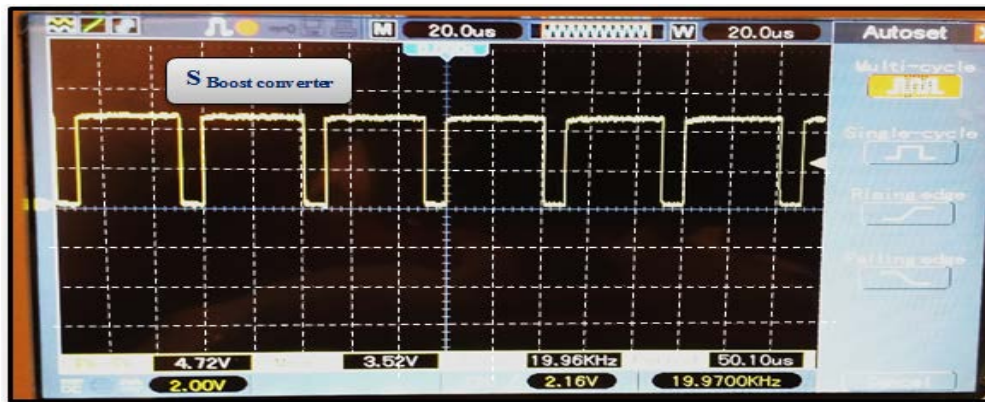 M 20.0us W 20.0us Autoset
S Boost converter
Multi-cycle
Single-cycle
Rising edge
Falling edge
4.72V 3.52V 19.96KHz 50.10us
2.00V 2.16V 19.9700KHz